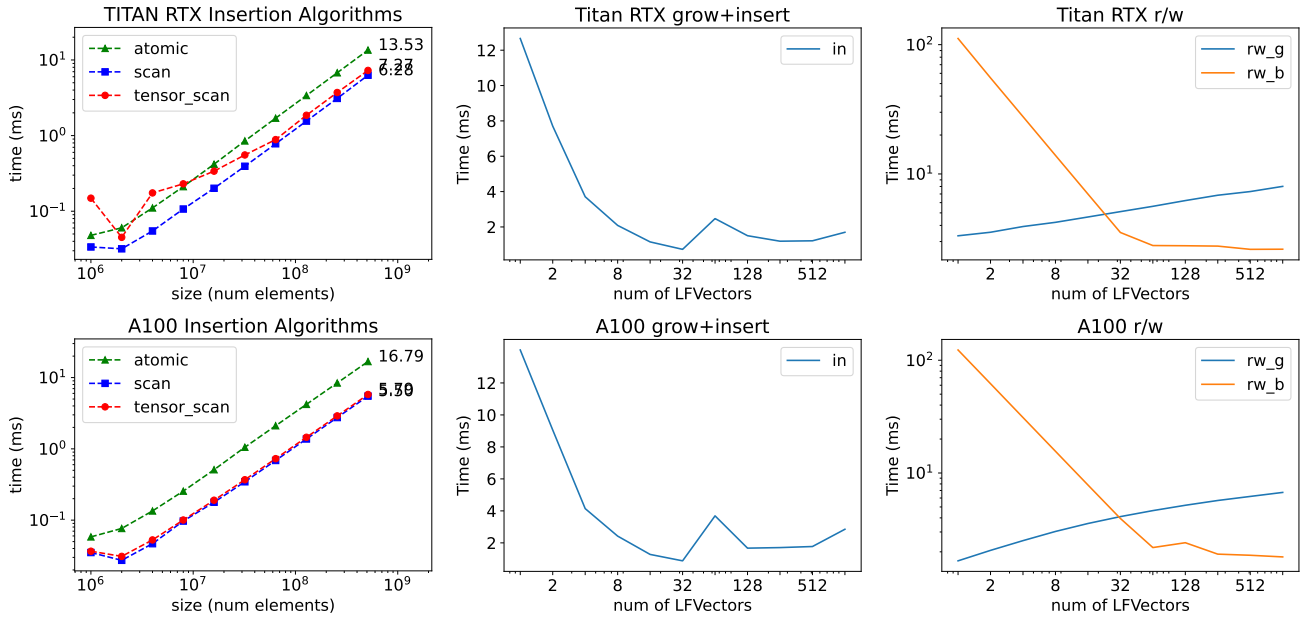 TITAN RTX Insertion Algorithms
atomic
scan
tensor_scan
13.53
7.27
6.28
10¹
10⁰
10⁻¹
time (ms)
10⁶ 10⁷ 10⁸ 10⁹
size (num elements)
Titan RTX grow+insert
in
12
10
8
6
4
2
Time (ms)
2 8 32 128 512
num of LFVectors
Titan RTX r/w
rw_g
rw_b
10²
10¹
Time (ms)
2 8 32 128 512
num of LFVectors
A100 Insertion Algorithms
atomic
scan
tensor_scan
16.79
5.50
10¹
10⁰
10⁻¹
time (ms)
10⁶ 10⁷ 10⁸ 10⁹
size (num elements)
A100 grow+insert
in
12
10
8
6
4
2
Time (ms)
2 8 32 128 512
num of LFVectors
A100 r/w
rw_g
rw_b
10²
10¹
Time (ms)
2 8 32 128 512
num of LFVectors